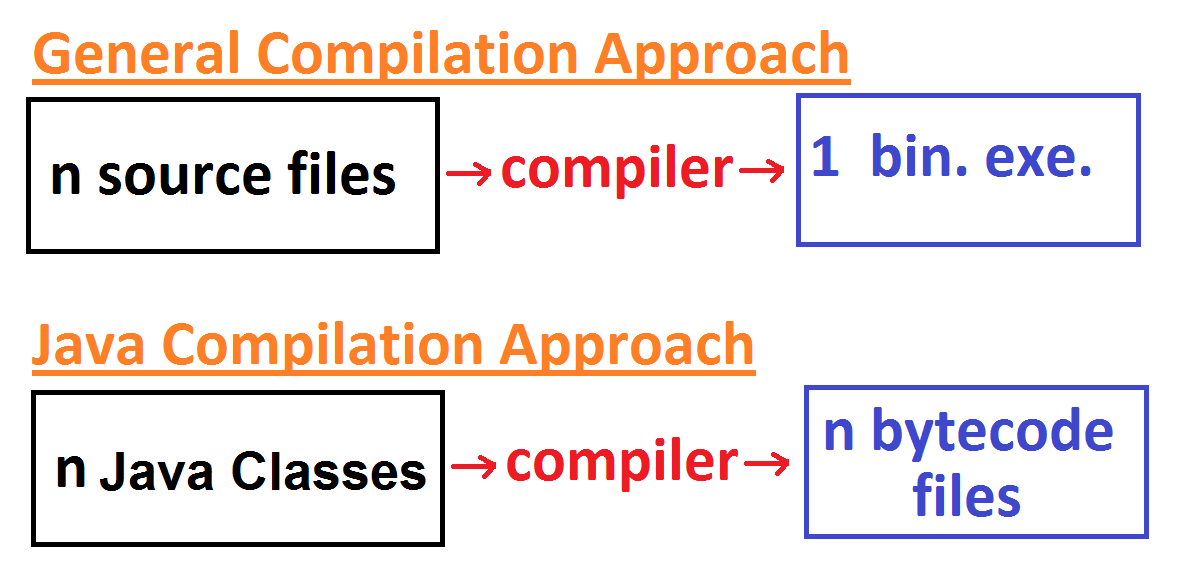 General Compilation Approach
n source files → compiler → 1 bin. exe.
Java Compilation Approach
n Java Classes → compiler → n bytecode
files